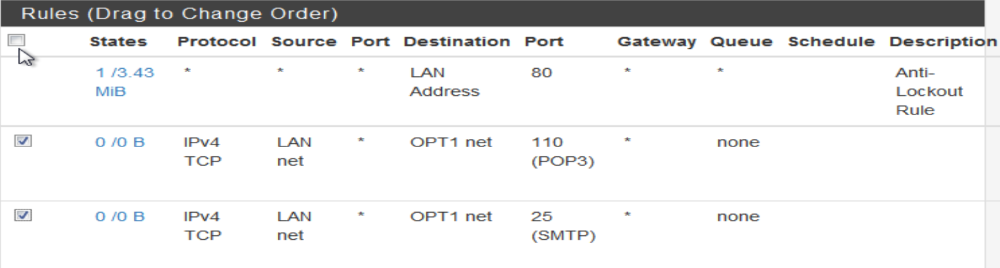 Rules (Drag to Change Order)
States Protocol Source Port Destination Port Gateway Queue Schedule Description
1 /3.43 * * * LAN 80 * * Anti-
MiB Address Lockout
Rule
0 /0 B IPv4 LAN * OPT1 net 110 * none
TCP net (POP3)
0 /0 B IPv4 LAN * OPT1 net 25 * none
TCP net (SMTP)